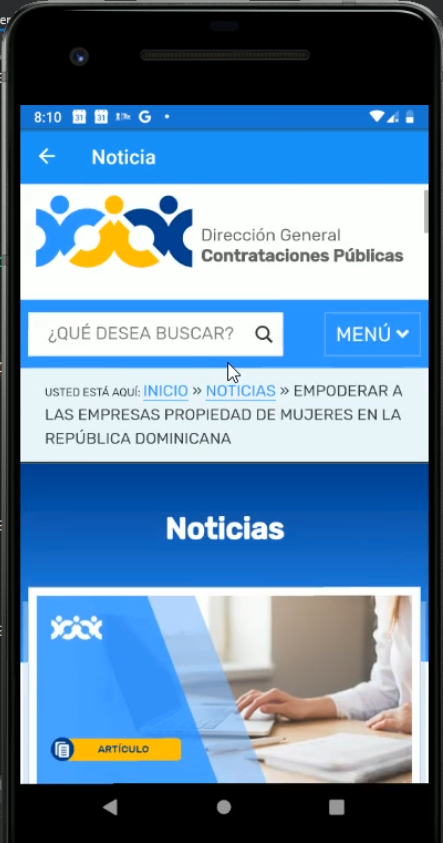 8:10 31 31 G
Noticia
Dirección General
Contrataciones Públicas
¿QUÉ DESEA BUSCAR?
MENÚ
USTED ESTÁ AQUÍ: INICIO » NOTICIAS » EMPODERAR A
LAS EMPRESAS PROPIEDAD DE MUJERES EN LA
REPÚBLICA DOMINICANA
Noticias
ARTÍCULO